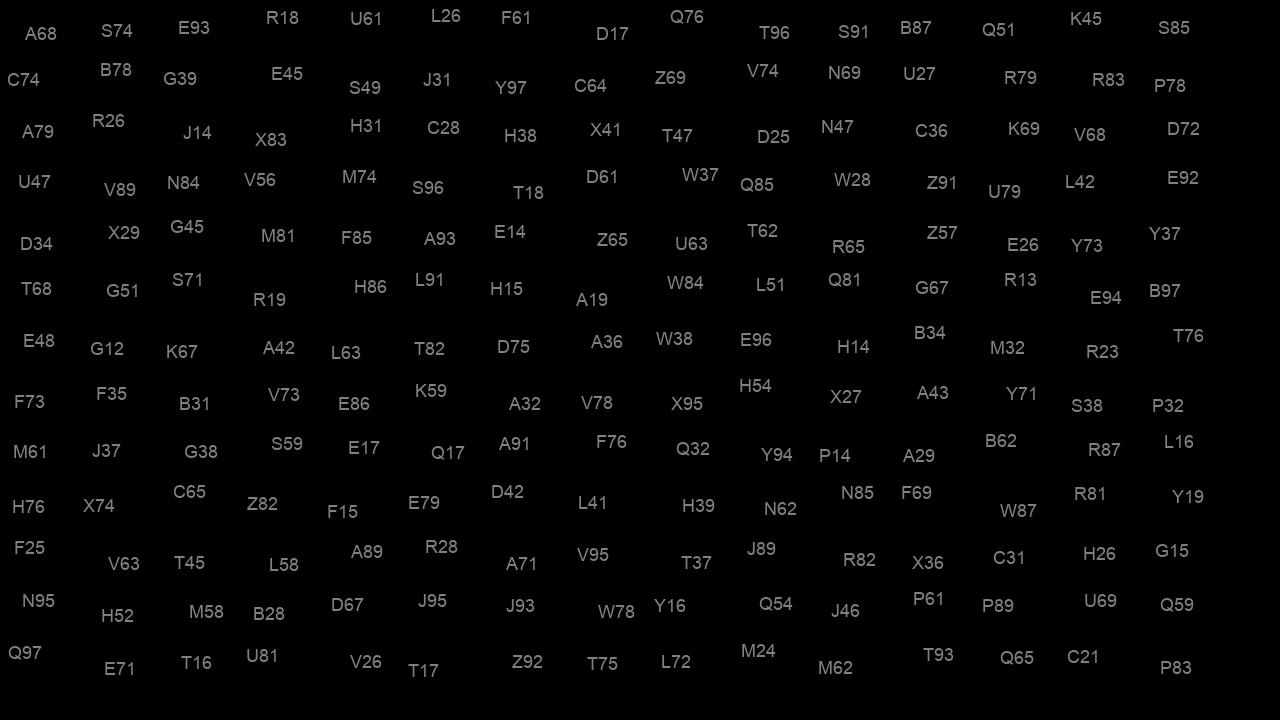 A68 S74 E93 R18 U61 L26 F61 D17 Q76 T96 S91 B87 Q51 K45 S85
C74 B78 G39 E45 S49 J31 Y97 C64 Z69 V74 N69 U27 R79 R83 P78
A79 R26 J14 X83 H31 C28 H38 X41 T47 D25 N47 C36 K69 V68 D72
U47 V89 N84 V56 M74 S96 T18 D61 W37 Q85 W28 Z91 U79 L42 E92
D34 X29 G45 M81 F85 A93 E14 Z65 U63 T62 R65 Z57 E26 Y73 Y37
T68 G51 S71 R19 H86 L91 H15 A19 W84 L51 Q81 G67 R13 E94 B97
E48 G12 K67 A42 L63 T82 D75 A36 W38 E96 H14 B34 M32 R23 T76
F73 F35 B31 V73 E86 K59 A32 V78 X95 H54 X27 A43 Y71 S38 P32
M61 J37 G38 S59 E17 Q17 A91 F76 Q32 Y94 P14 A29 B62 R87 L16
H76 X74 C65 Z82 F15 E79 D42 L41 H39 N62 N85 F69 W87 R81 Y19
F25 V63 T45 L58 A89 R28 A71 V95 T37 J89 R82 X36 C31 H26 G15
N95 H52 M58 B28 D67 J95 J93 W78 Y16 Q54 J46 P61 P89 U69 Q59
Q97 E71 T16 U81 V26 T17 Z92 T75 L72 M24 M62 T93 Q65 C21 P83